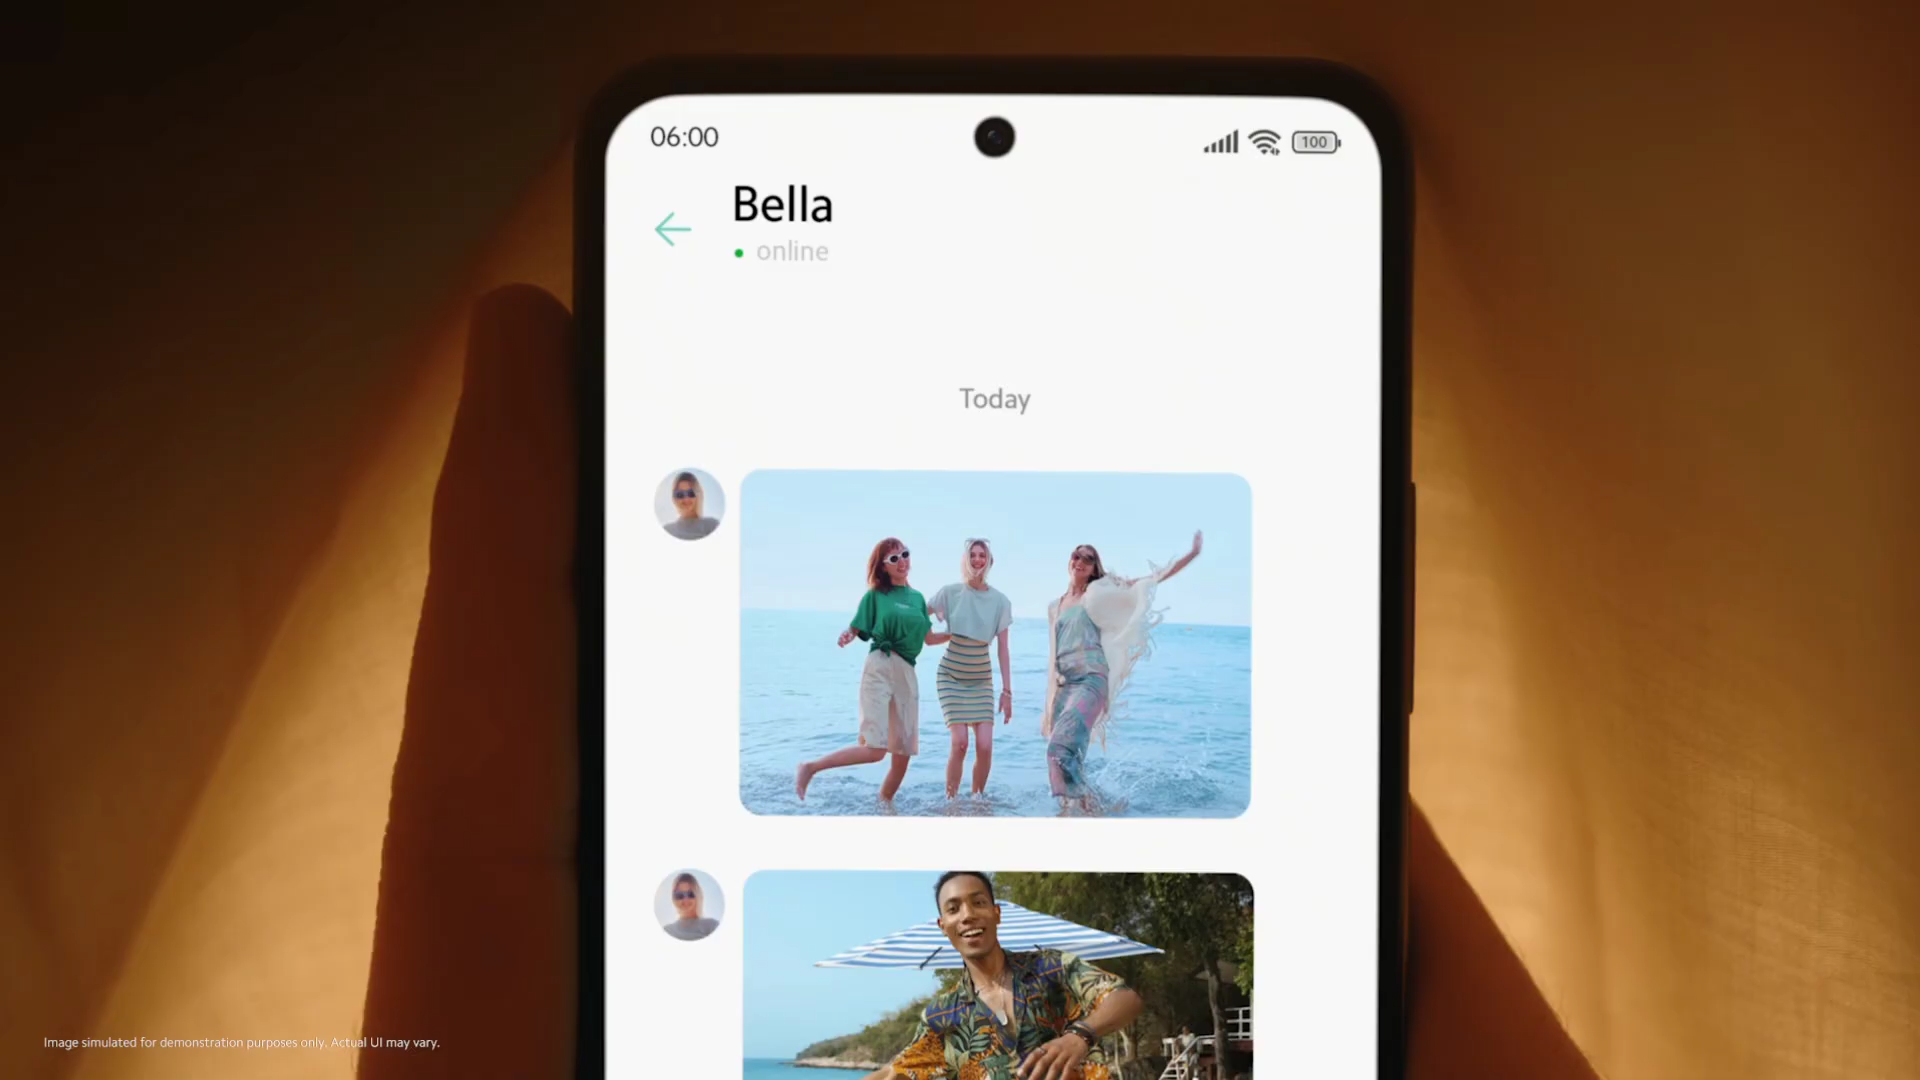 06:00
100
Bella
online
Today
Image simulated for demonstration purposes only. Actual UI may vary.